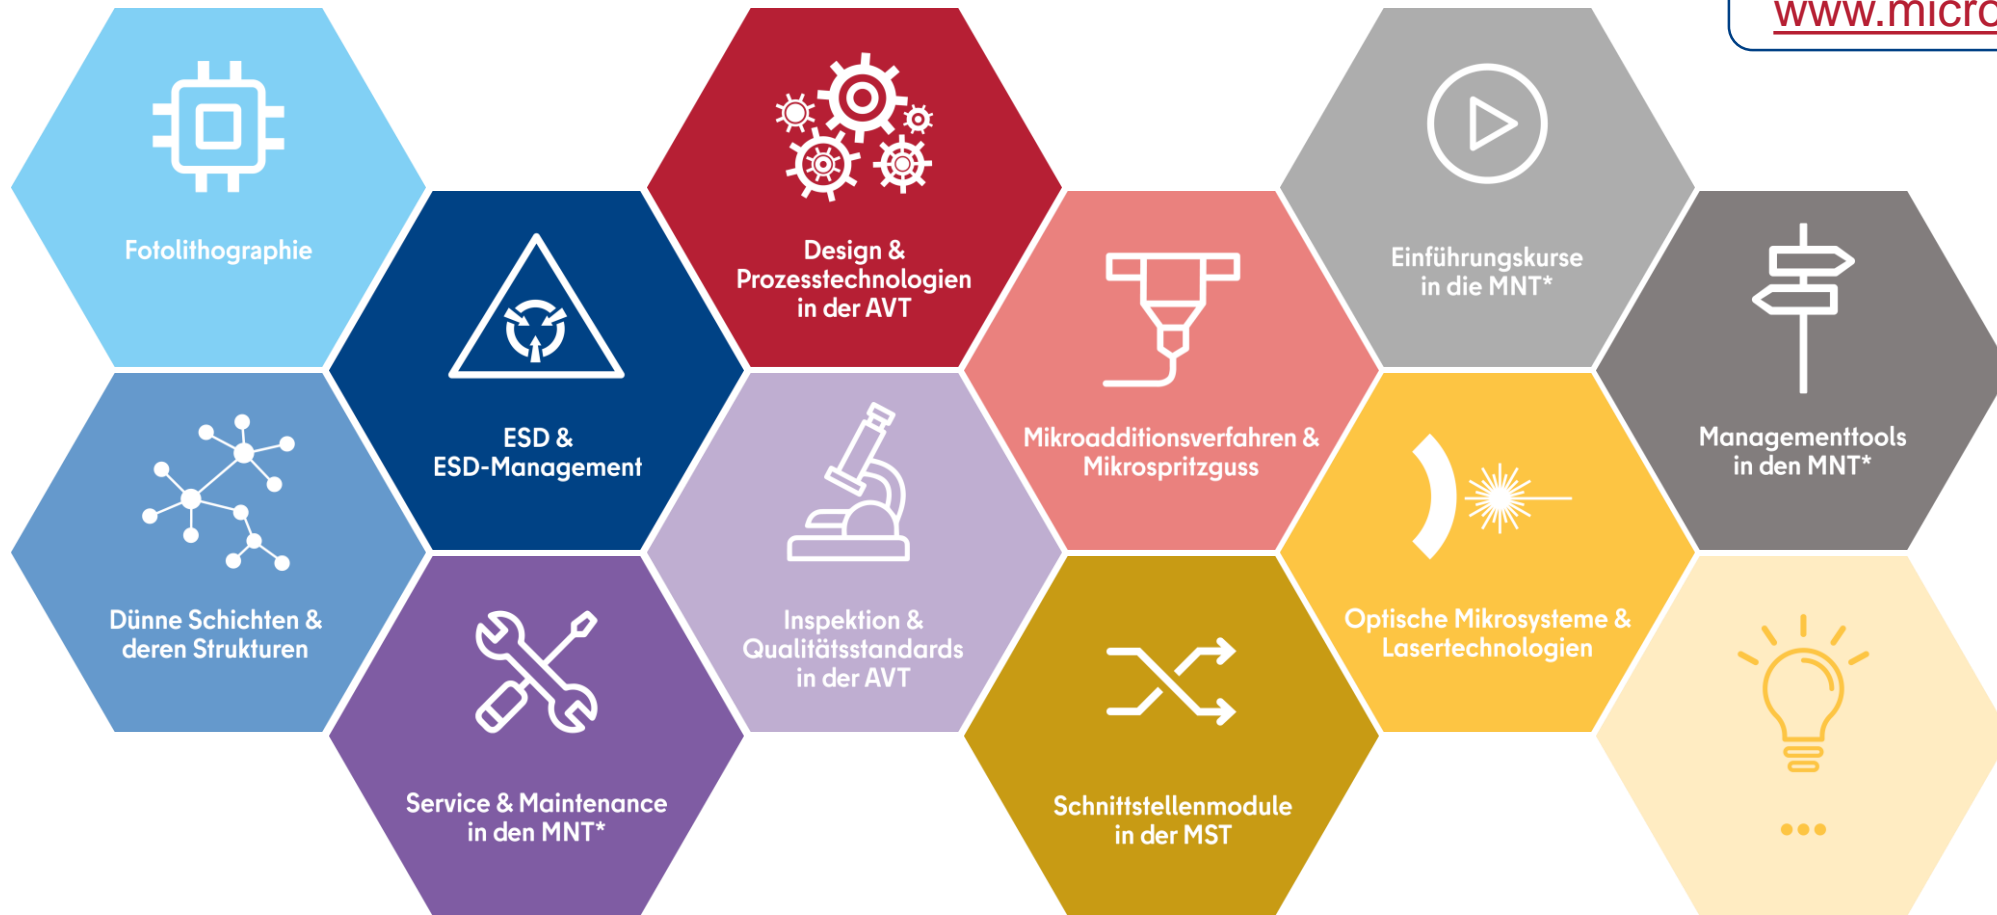 www.micro
Fotolithographie
Design &
Prozesstechnologien
in der AVT
Einführungskurse
in die MNT*
ESD &
ESD-Management
Mikroadditionsverfahren &
Mikrospritzguss
Managementtools
in den MNT*
Dünne Schichten &
deren Strukturen
Inspektion &
Qualitätsstandards
in der AVT
Optische Mikrosysteme &
Lasertechnologien
Service & Maintenance
in den MNT*
Schnittstellenmodule
in der MST
...